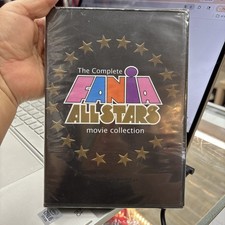 The Complete
FANIA
ALL STARS
movie collection